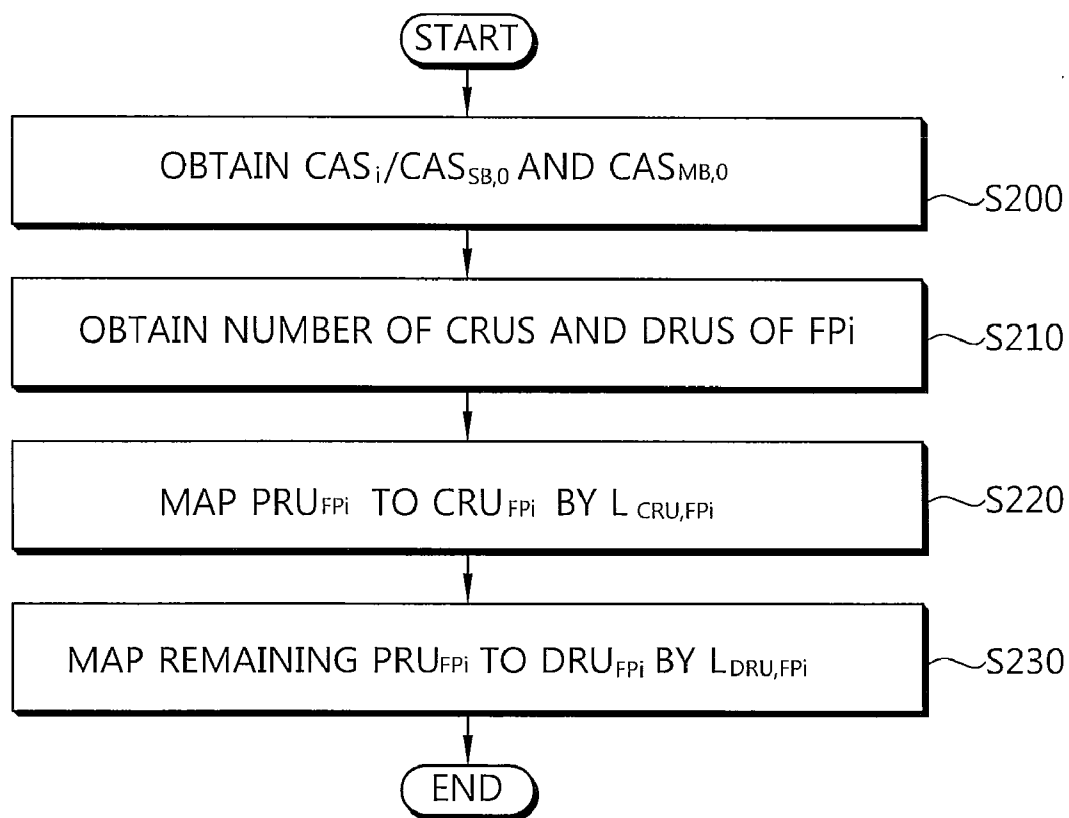 START
OBTAIN CASi/CASSB,0 AND CASMB,0
S200
OBTAIN NUMBER OF CRUS AND DRUS OF FPi
S210
MAP PRUFPi TO CRUFPi BY L CRU,FPi
S220
MAP REMAINING PRUFPi TO DRUFPi BY LDRU,FPi
S230
END